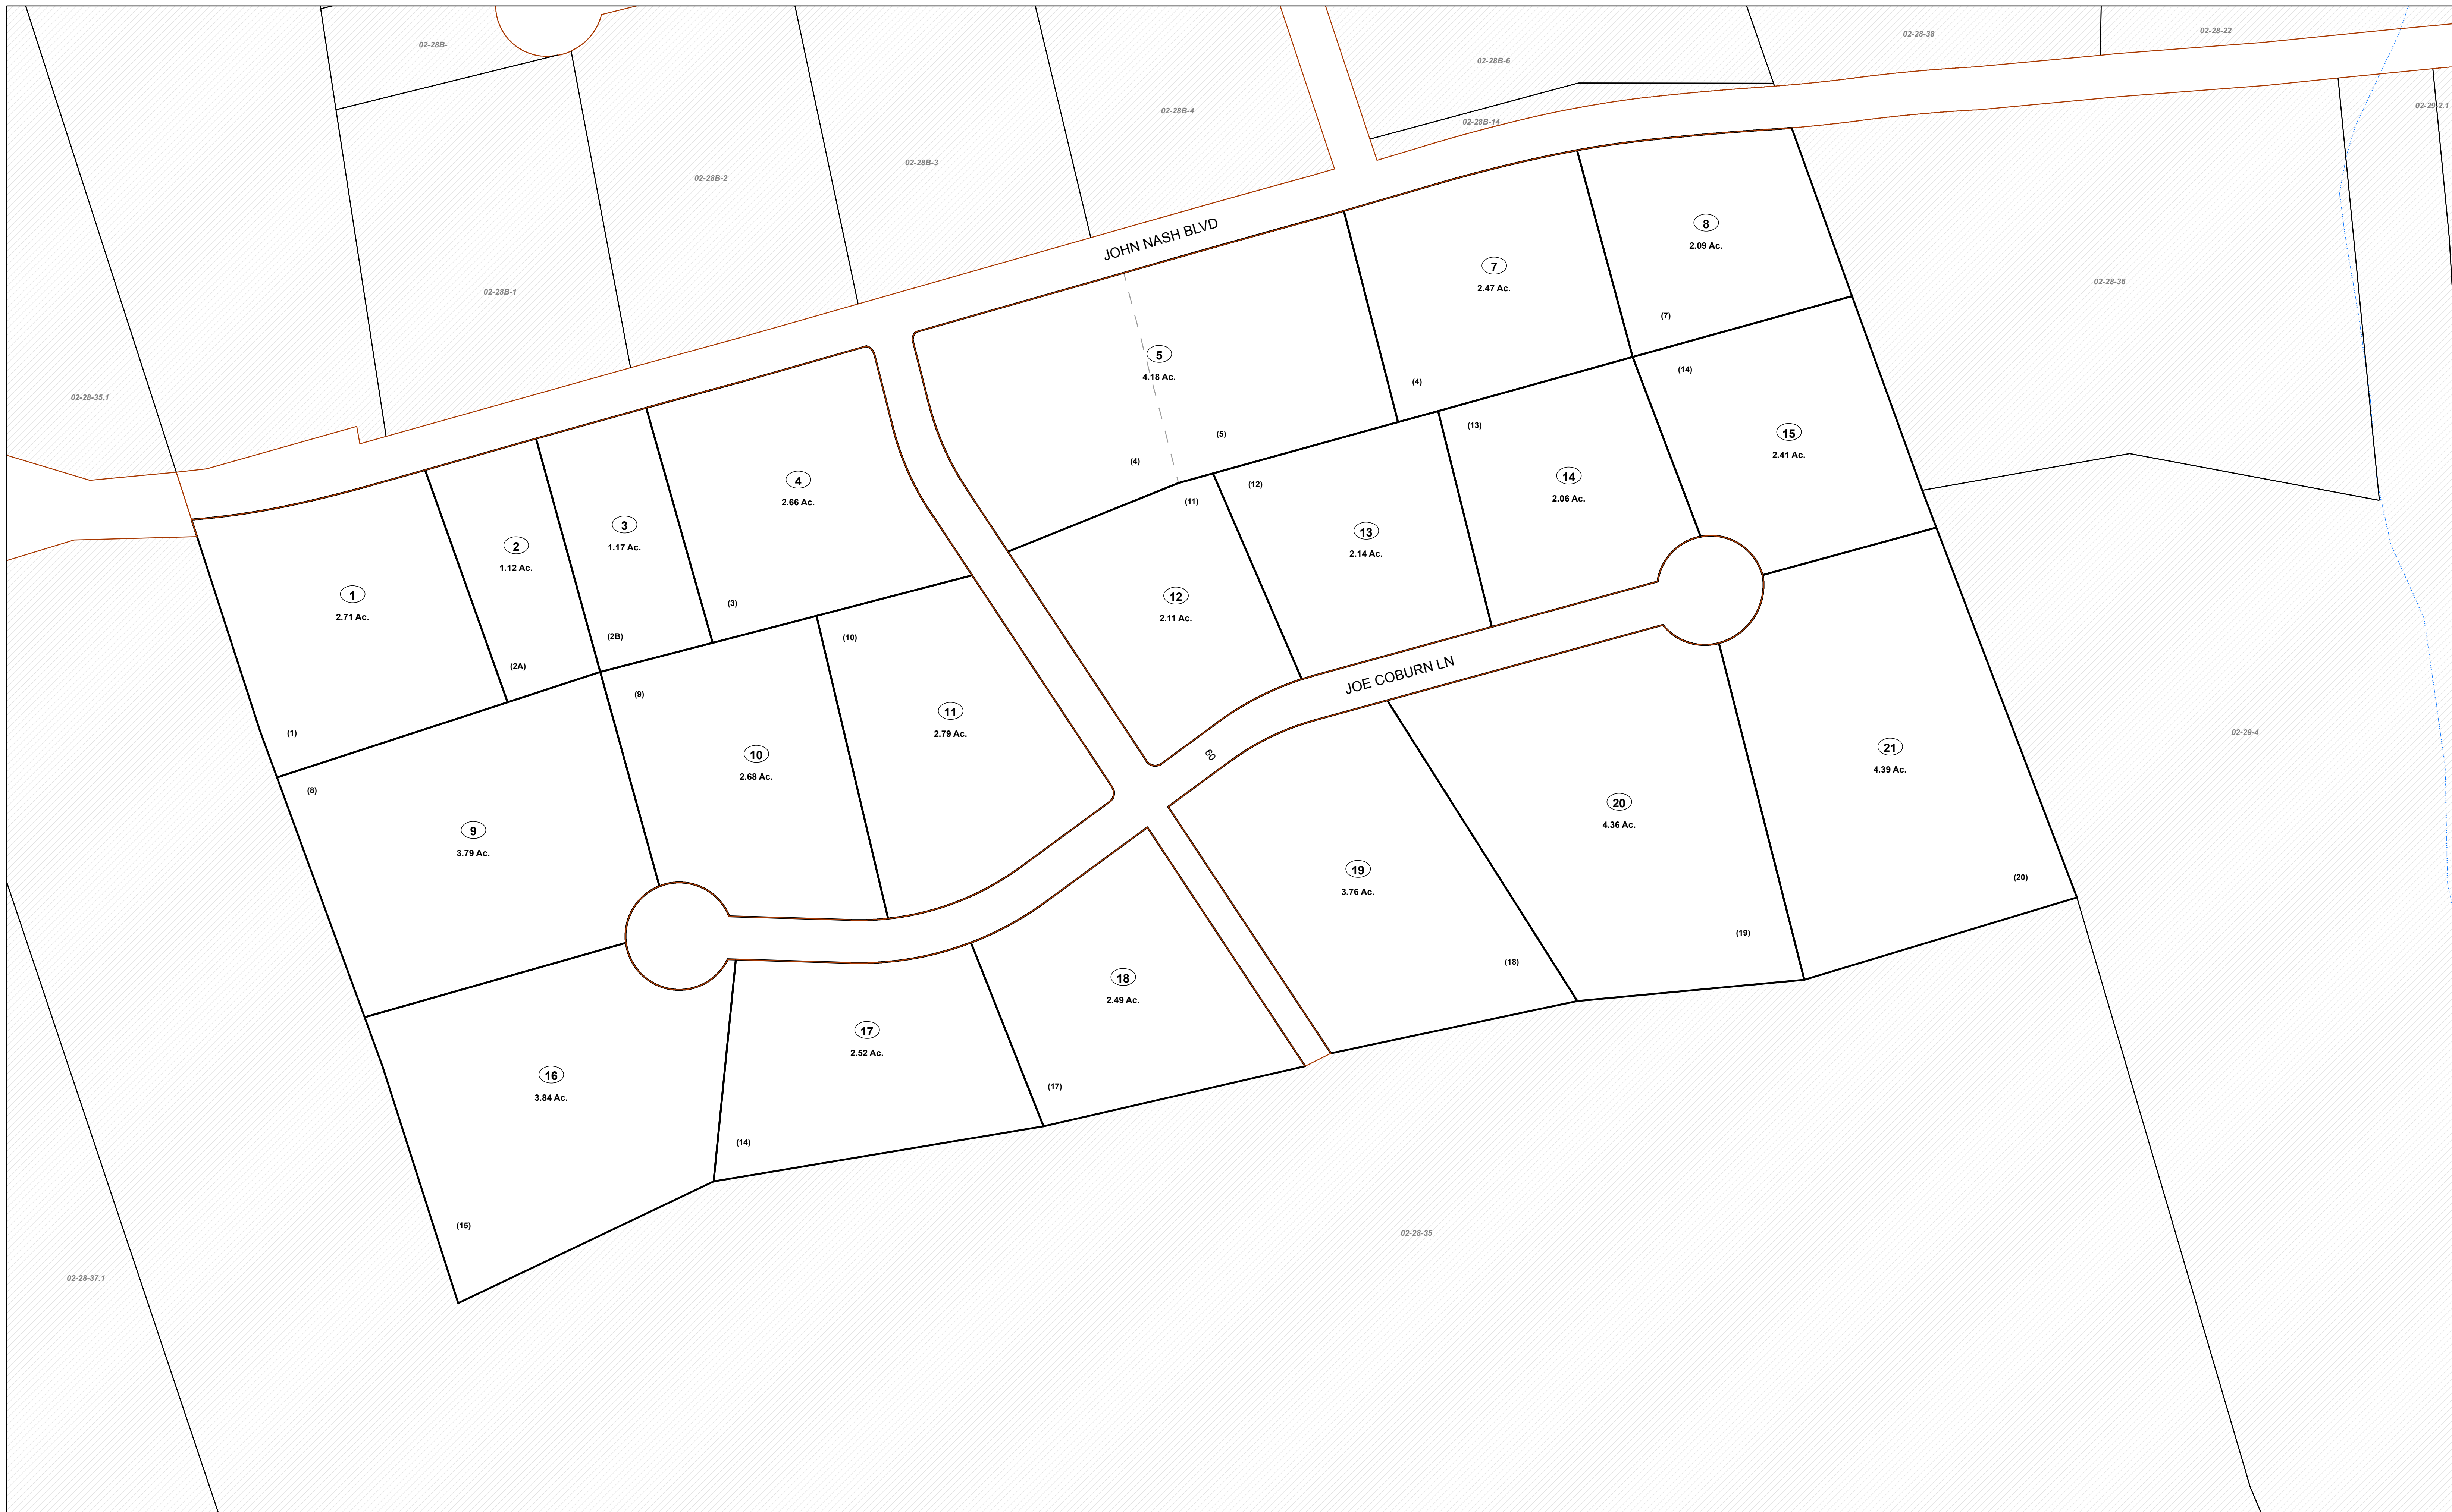 02-28B-
02-28-38
02-28-22
02-28B-6
02-29-2.1
02-28B-4
02-28B-14
02-28B-3
02-28B-2
JOHN NASH BLVD
8
2.09 Ac.
7
2.47 Ac.
02-28-36
02-28B-1
(7)
5
4.18 Ac.
(14)
(4)
02-28-35.1
(13)
(5)
15
2.41 Ac.
(4)
4
2.66 Ac.
14
2.06 Ac.
(12)
(11)
3
1.17 Ac.
13
2.14 Ac.
2
1.12 Ac.
1
2.71 Ac.
12
2.11 Ac.
(3)
(2B)
(10)
(2A)
JOE COBURN LN
(9)
11
2.79 Ac.
(1)
02-29-4
60
10
2.68 Ac.
21
4.39 Ac.
(8)
20
4.36 Ac.
9
3.79 Ac.
19
3.76 Ac.
(20)
(19)
(18)
18
2.49 Ac.
17
2.52 Ac.
16
3.84 Ac.
(17)
(14)
(15)
02-28-35
02-28-37.1